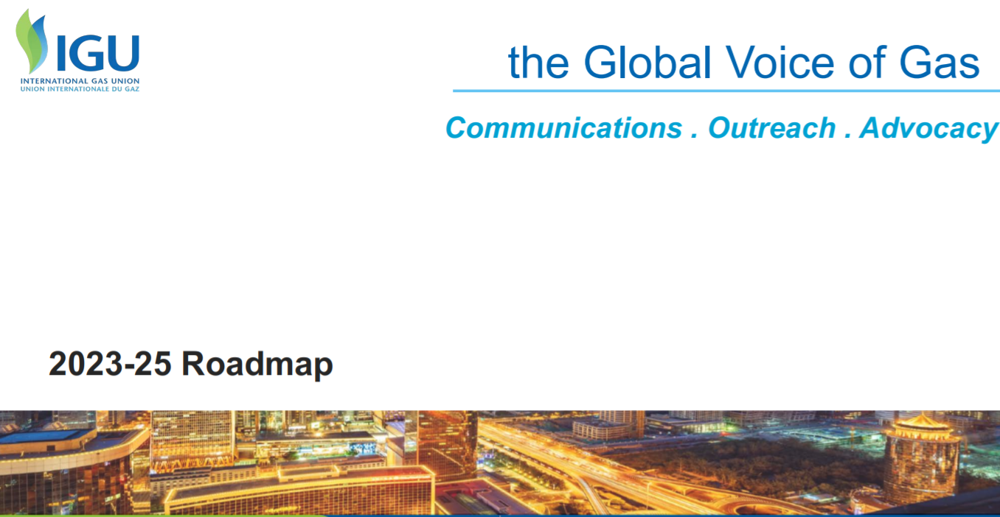 IGU
INTERNATIONAL GAS UNION
UNION INTERNATIONALE DU GAZ
the Global Voice of Gas
Communications . Outreach . Advocacy
2023-25 Roadmap